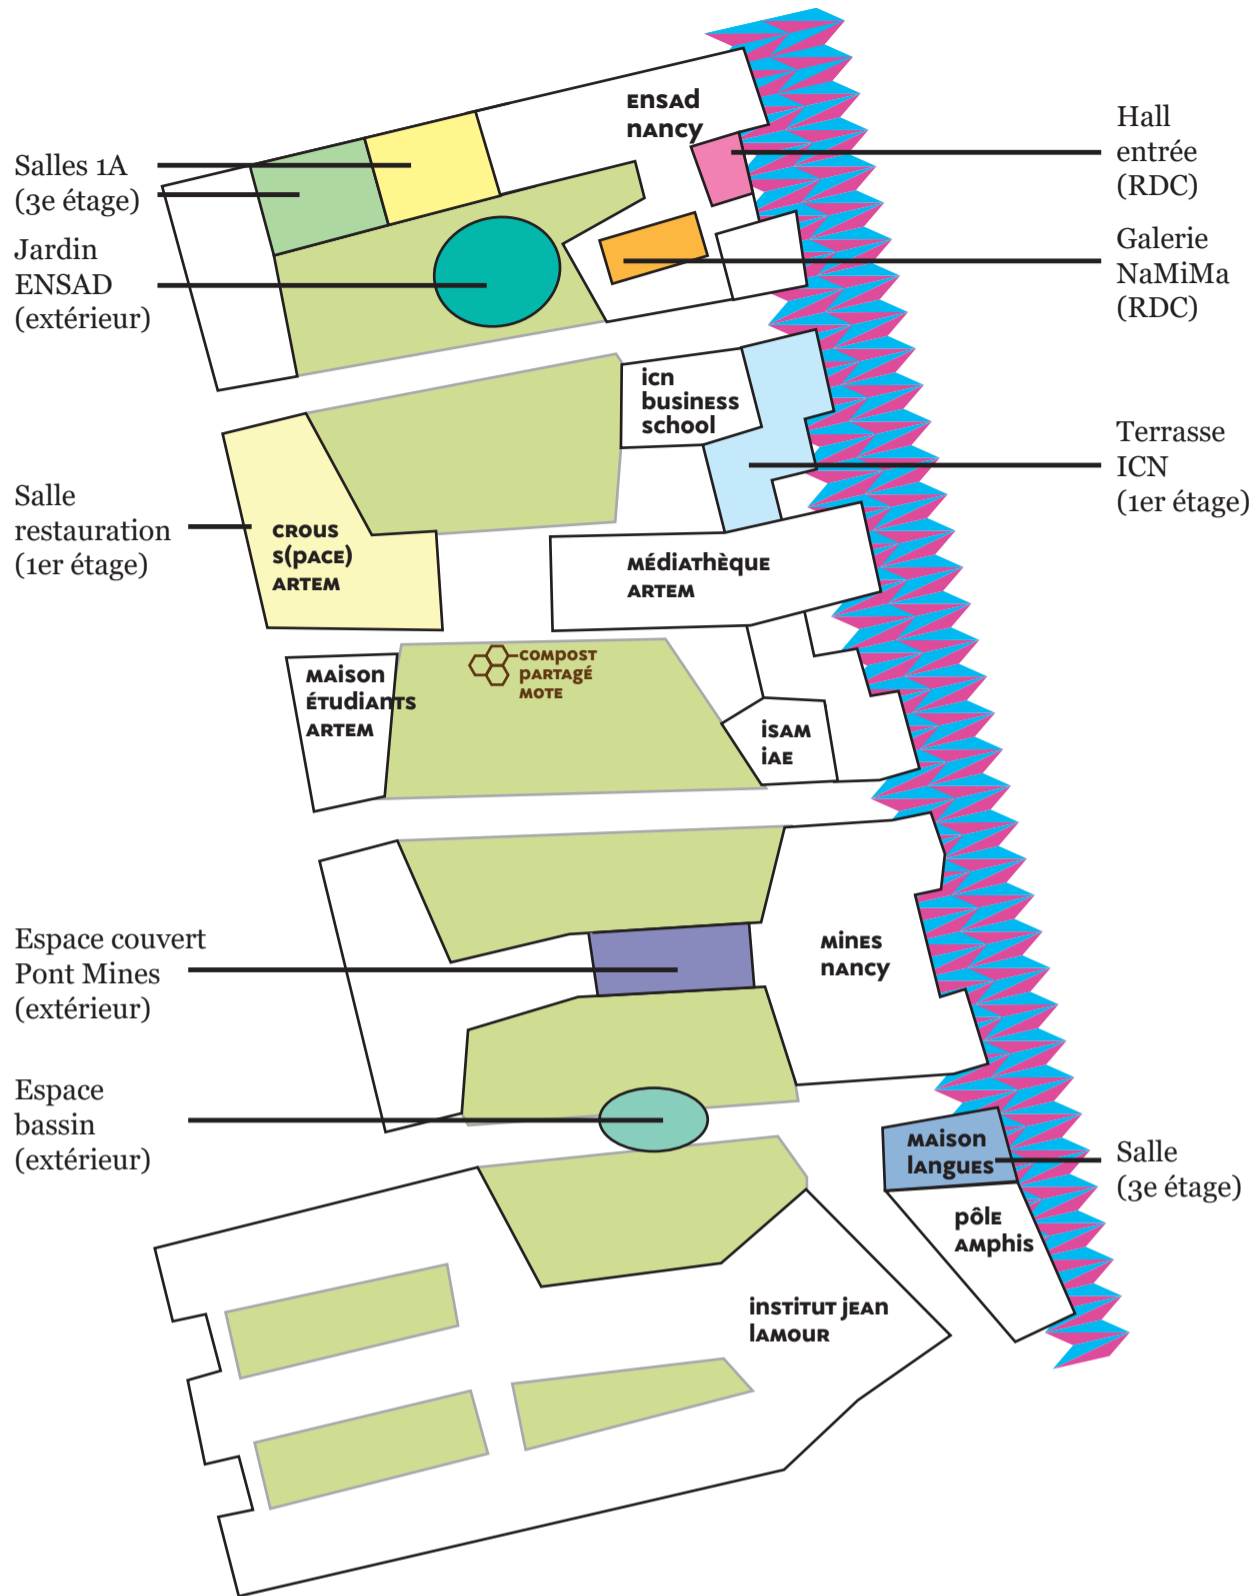 ENSAd
NANCY
Hall
entrée
(RDC)
Salles 1A
(3e étage)
Jardin
ENSAD
(extérieur)
Galerie
NaMiMa
(RDC)
icn
business
school
Terrasse
ICN
(1er étage)
Salle
restauration
(1er étage)
CROUS
S(PACE)
ARTEM
MÉdiAThèque
ARTEM
MAison
ÉTudiANTS
ARTEM
COMPOST
PARTAGÉ
MOTE
iSAM
iAE
Espace couvert
Pont Mines
(extérieur)
MiNES
NANCY
Espace
bassin
(extérieur)
MAison
langues
Salle
(3e étage)
pôle
AMphis
iNSTiTUT jEAN
lAMOUR